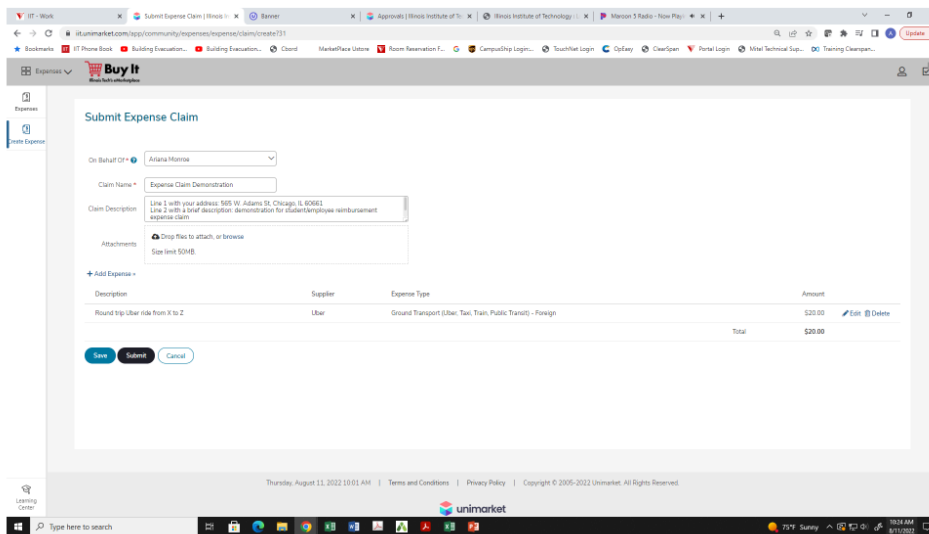 IIT - Work
Submit Expense Claim | Illinois In
Banner
Approvals | Illinois Institute of Te
Illinois Institute of Technology
Maroon 5 Radio - Now Play
iit.unimarket.com/app/community/expenses/expense/claim/create?31
Update
Bookmarks
IIT Phone Book
Building Evacuation...
Building Evacuation...
Cbord
MarketPlace Ustore
Room Reservation F...
CampusShip Login:...
TouchNet Login
OpEasy
ClearSpan
Portal Login
Mitel Technical Sup...
Training Cleanspan...
Expenses
Buy It
Illinois Tech's eMarketplace
Expenses
Create Expense
Submit Expense Claim
On Behalf Of * Ariana Monroe
Claim Name * Expense Claim Demonstration
Claim Description
Line 1 with your address: 565 W. Adams St, Chicago, IL 60661
Line 2 with a brief description: demonstration for student/employee reimbursement
expense claim
Attachments
Drop files to attach, or browse
Size limit 50MB.
+ Add Expense
Description Supplier Expense Type Amount
Round trip Uber ride from X to Z Uber Ground Transport (Uber, Taxi, Train, Public Transit) - Foreign $20.00 Edit Delete
Total $20.00
Save Submit Cancel
Learning
Center
Thursday, August 11, 2022 10:01 AM | Terms and Conditions | Privacy Policy | Copyright © 2005-2022 Unimarket. All Rights Reserved.
unimarket
Type here to search
75°F Sunny
10:24 AM
8/11/2022